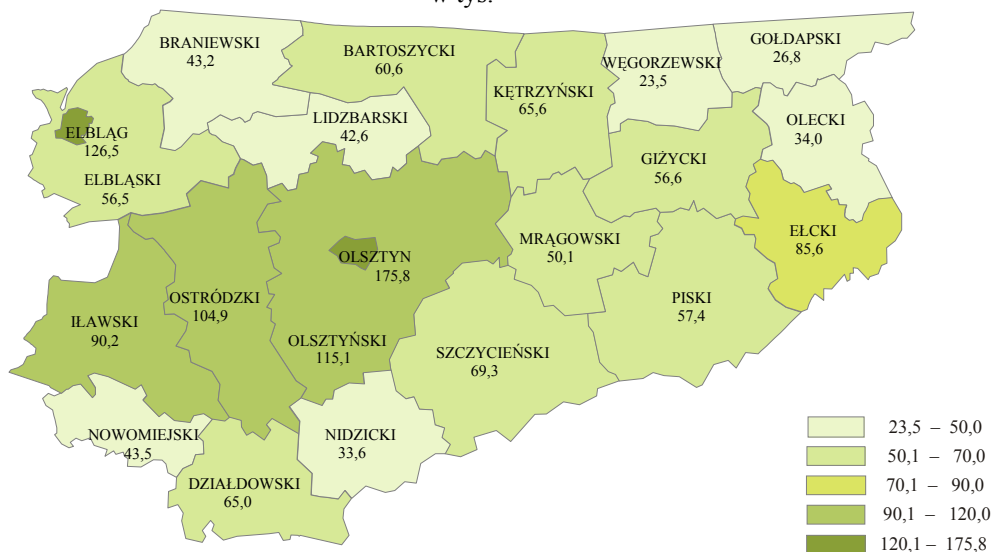 w tys.
BRANIEWSKI
43,2
BARTOSZYCKI
60,6
KĘTRZYŃSKI
65,6
WĘGORZEWSKI
23,5
GOŁDAPSKI
26,8
LIDZBARSKI
42,6
OLECKI
34,0
ELBLĄG
126,5
ELBLĄSKI
56,5
GIŻYCKI
56,6
EŁCKI
85,6
MRĄGOWSKI
50,1
OLSZTYN
175,8
PISKI
57,4
OSTRÓDZKI
104,9
IŁAWSKI
90,2
OLSZTYŃSKI
115,1
SZCZYCIEŃSKI
69,3
NOWOMIEJSKI
43,5
NIDZICKI
33,6
DZIAŁDOWSKI
65,0
23,5 – 50,0
50,1 – 70,0
70,1 – 90,0
90,1 – 120,0
120,1 – 175,8